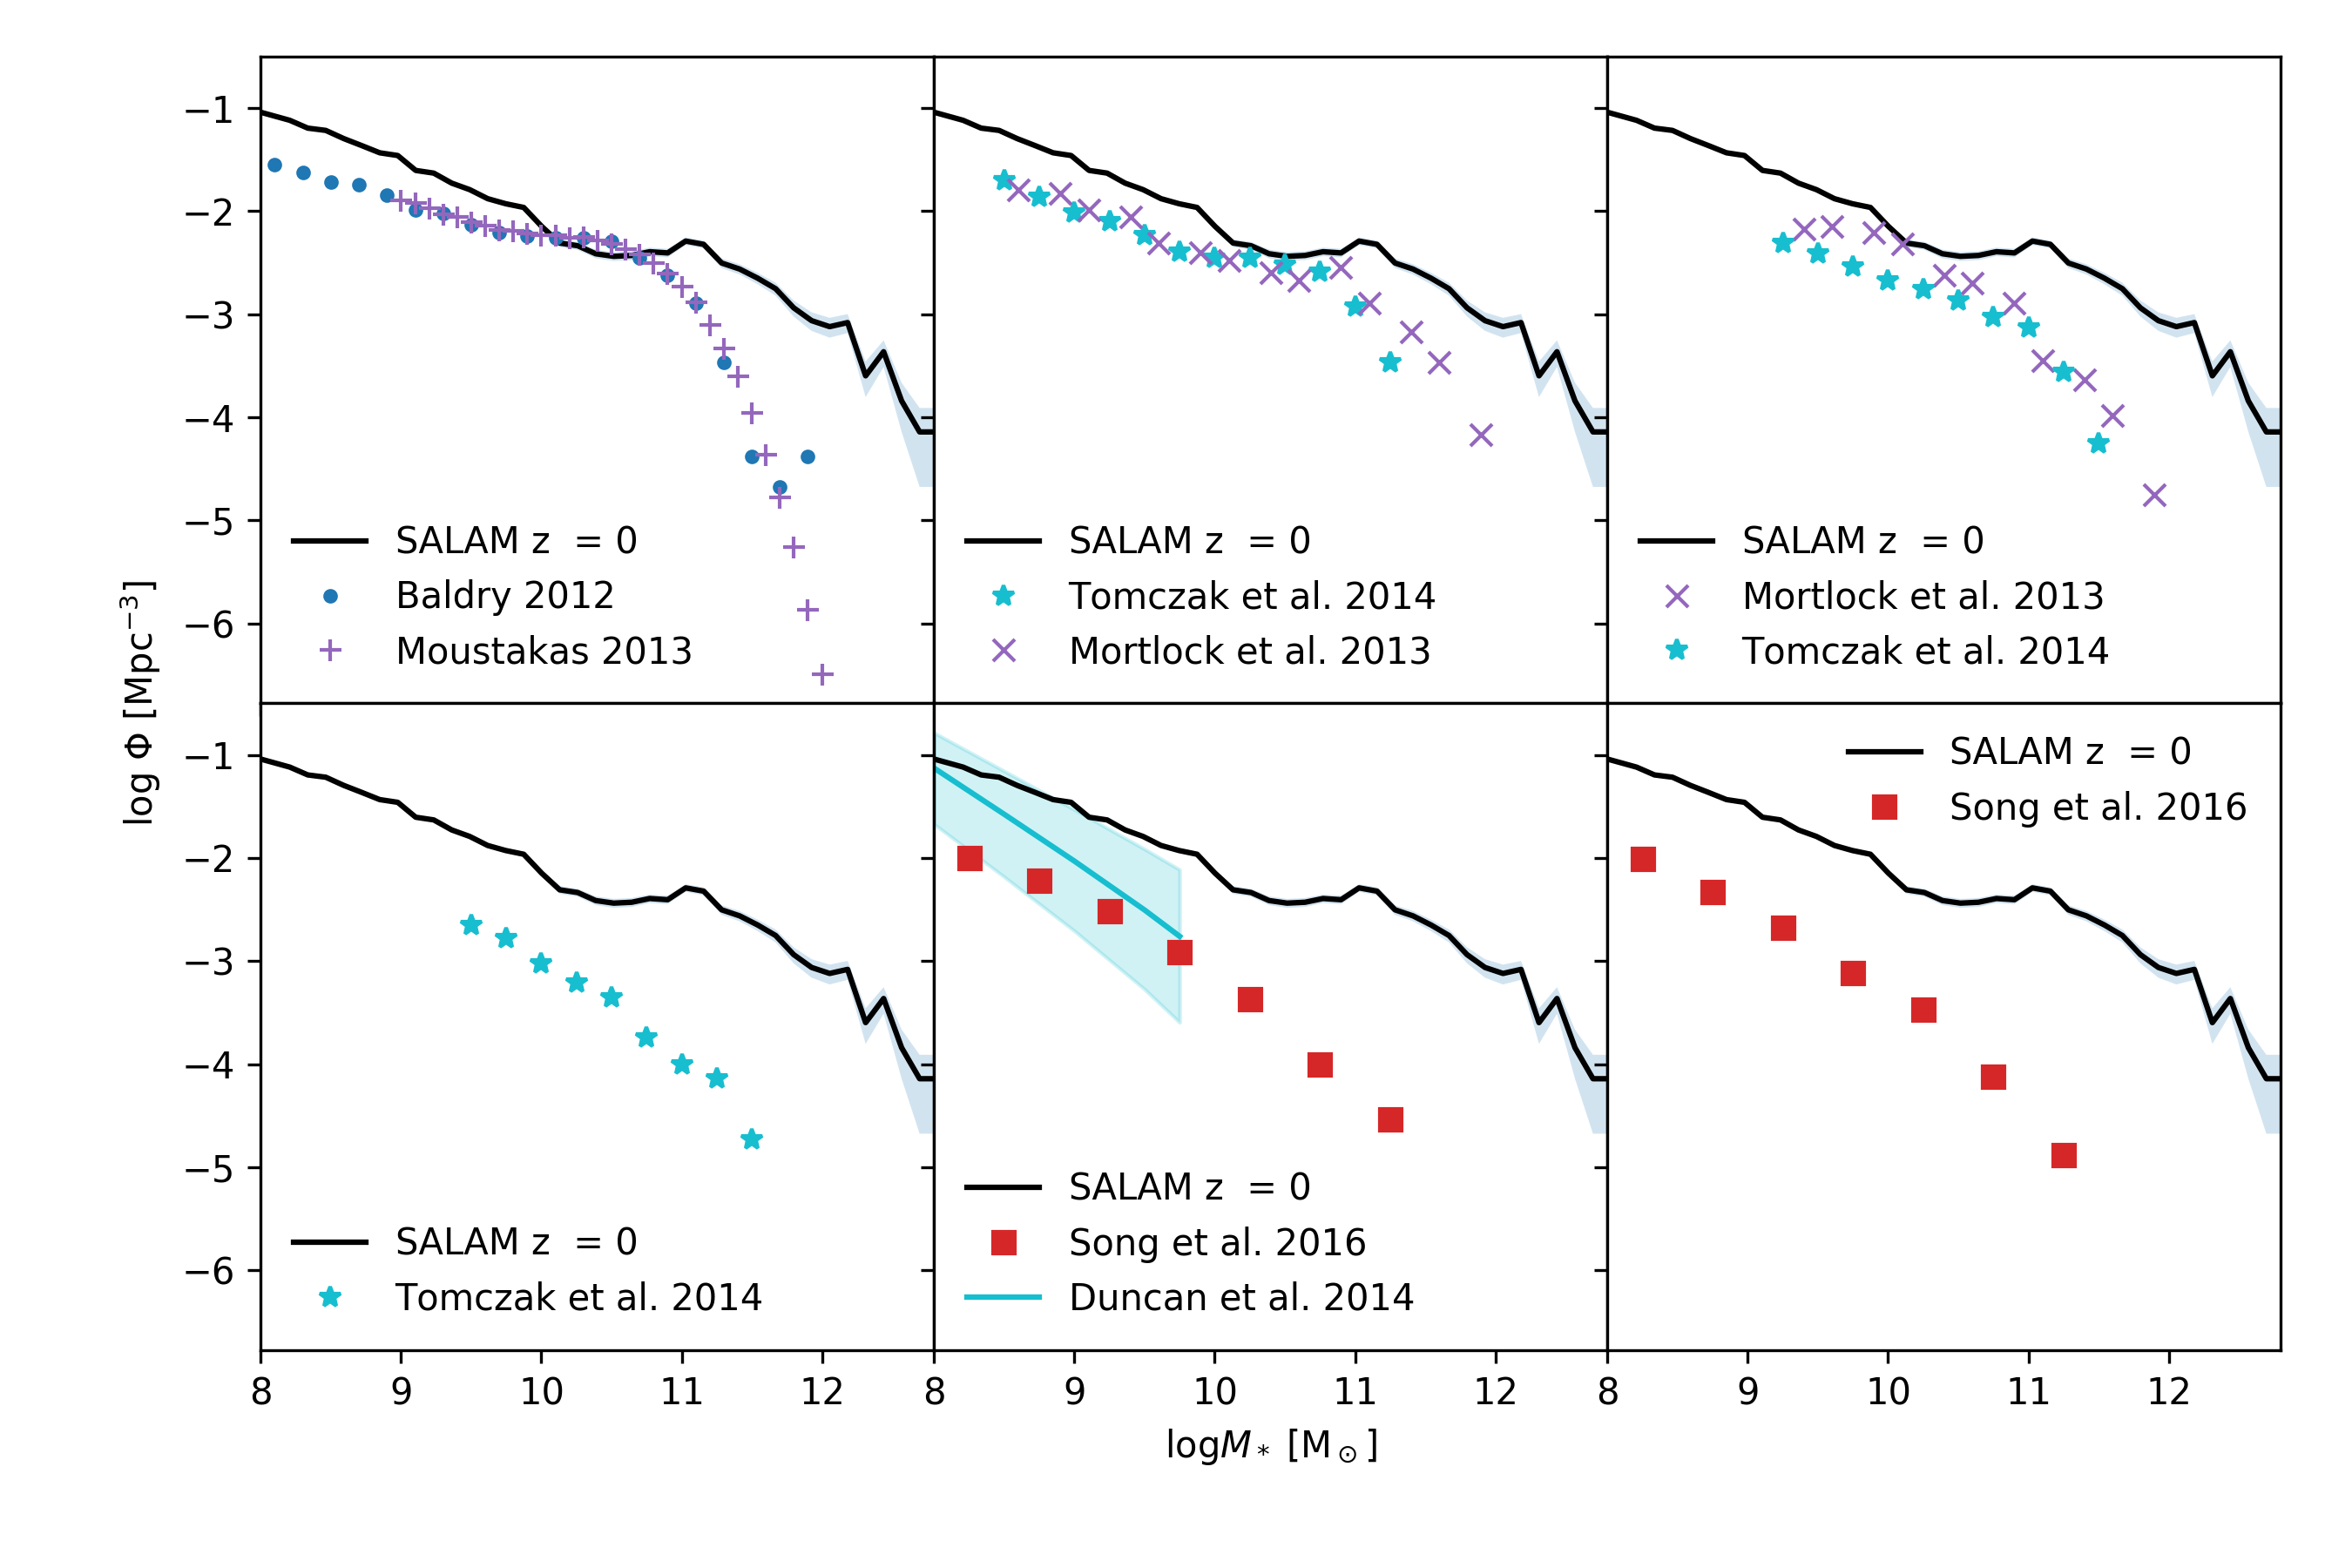 −1
−2
−3
−4
−5
−6
SALAM z = 0
Baldry 2012
Moustakas 2013
SALAM z = 0
Tomczak et al. 2014
Mortlock et al. 2013
SALAM z = 0
Mortlock et al. 2013
Tomczak et al. 2014
log Φ [Mpc⁻³]
−1
−2
−3
−4
−5
−6
SALAM z = 0
Tomczak et al. 2014
SALAM z = 0
Song et al. 2016
Duncan et al. 2014
SALAM z = 0
Song et al. 2016
8 9 10 11 12 8 9 10 11 12 8 9 10 11 12
logM* [M⊙]